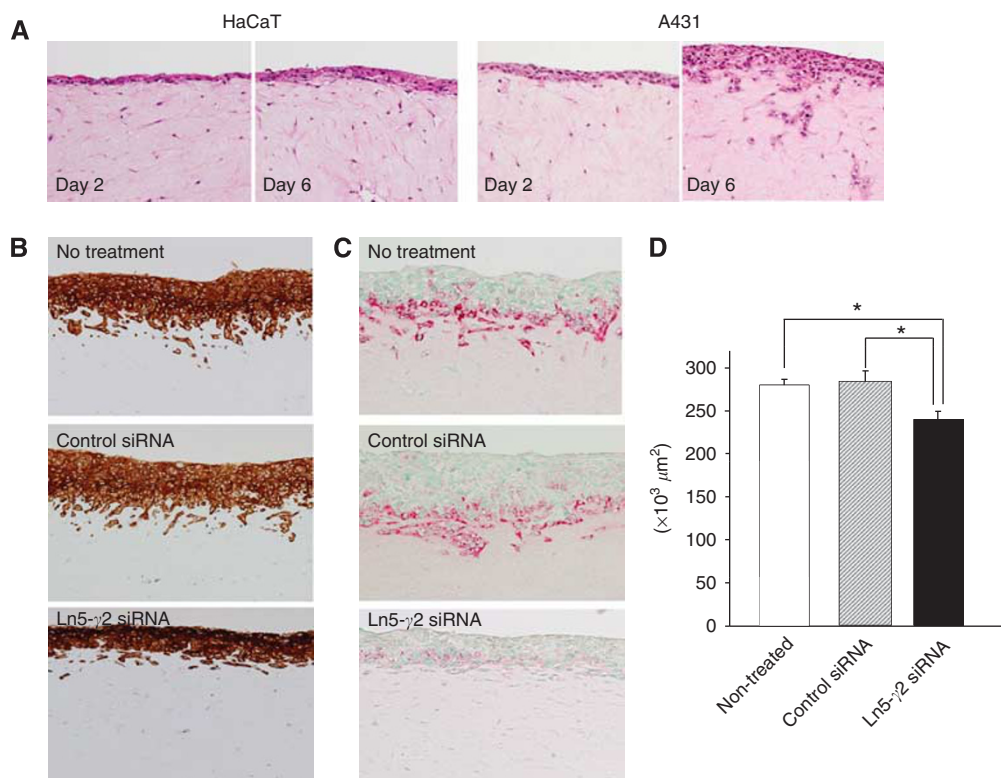 A
HaCaT
A431
Day 2
Day 6
Day 2
Day 6
B
No treatment
Control siRNA
Ln5-γ2 siRNA
C
No treatment
Control siRNA
Ln5-γ2 siRNA
D
*
*
(×10³ μm²)
300
250
200
150
100
50
0
Non-treated
Control siRNA
Ln5-γ2 siRNA